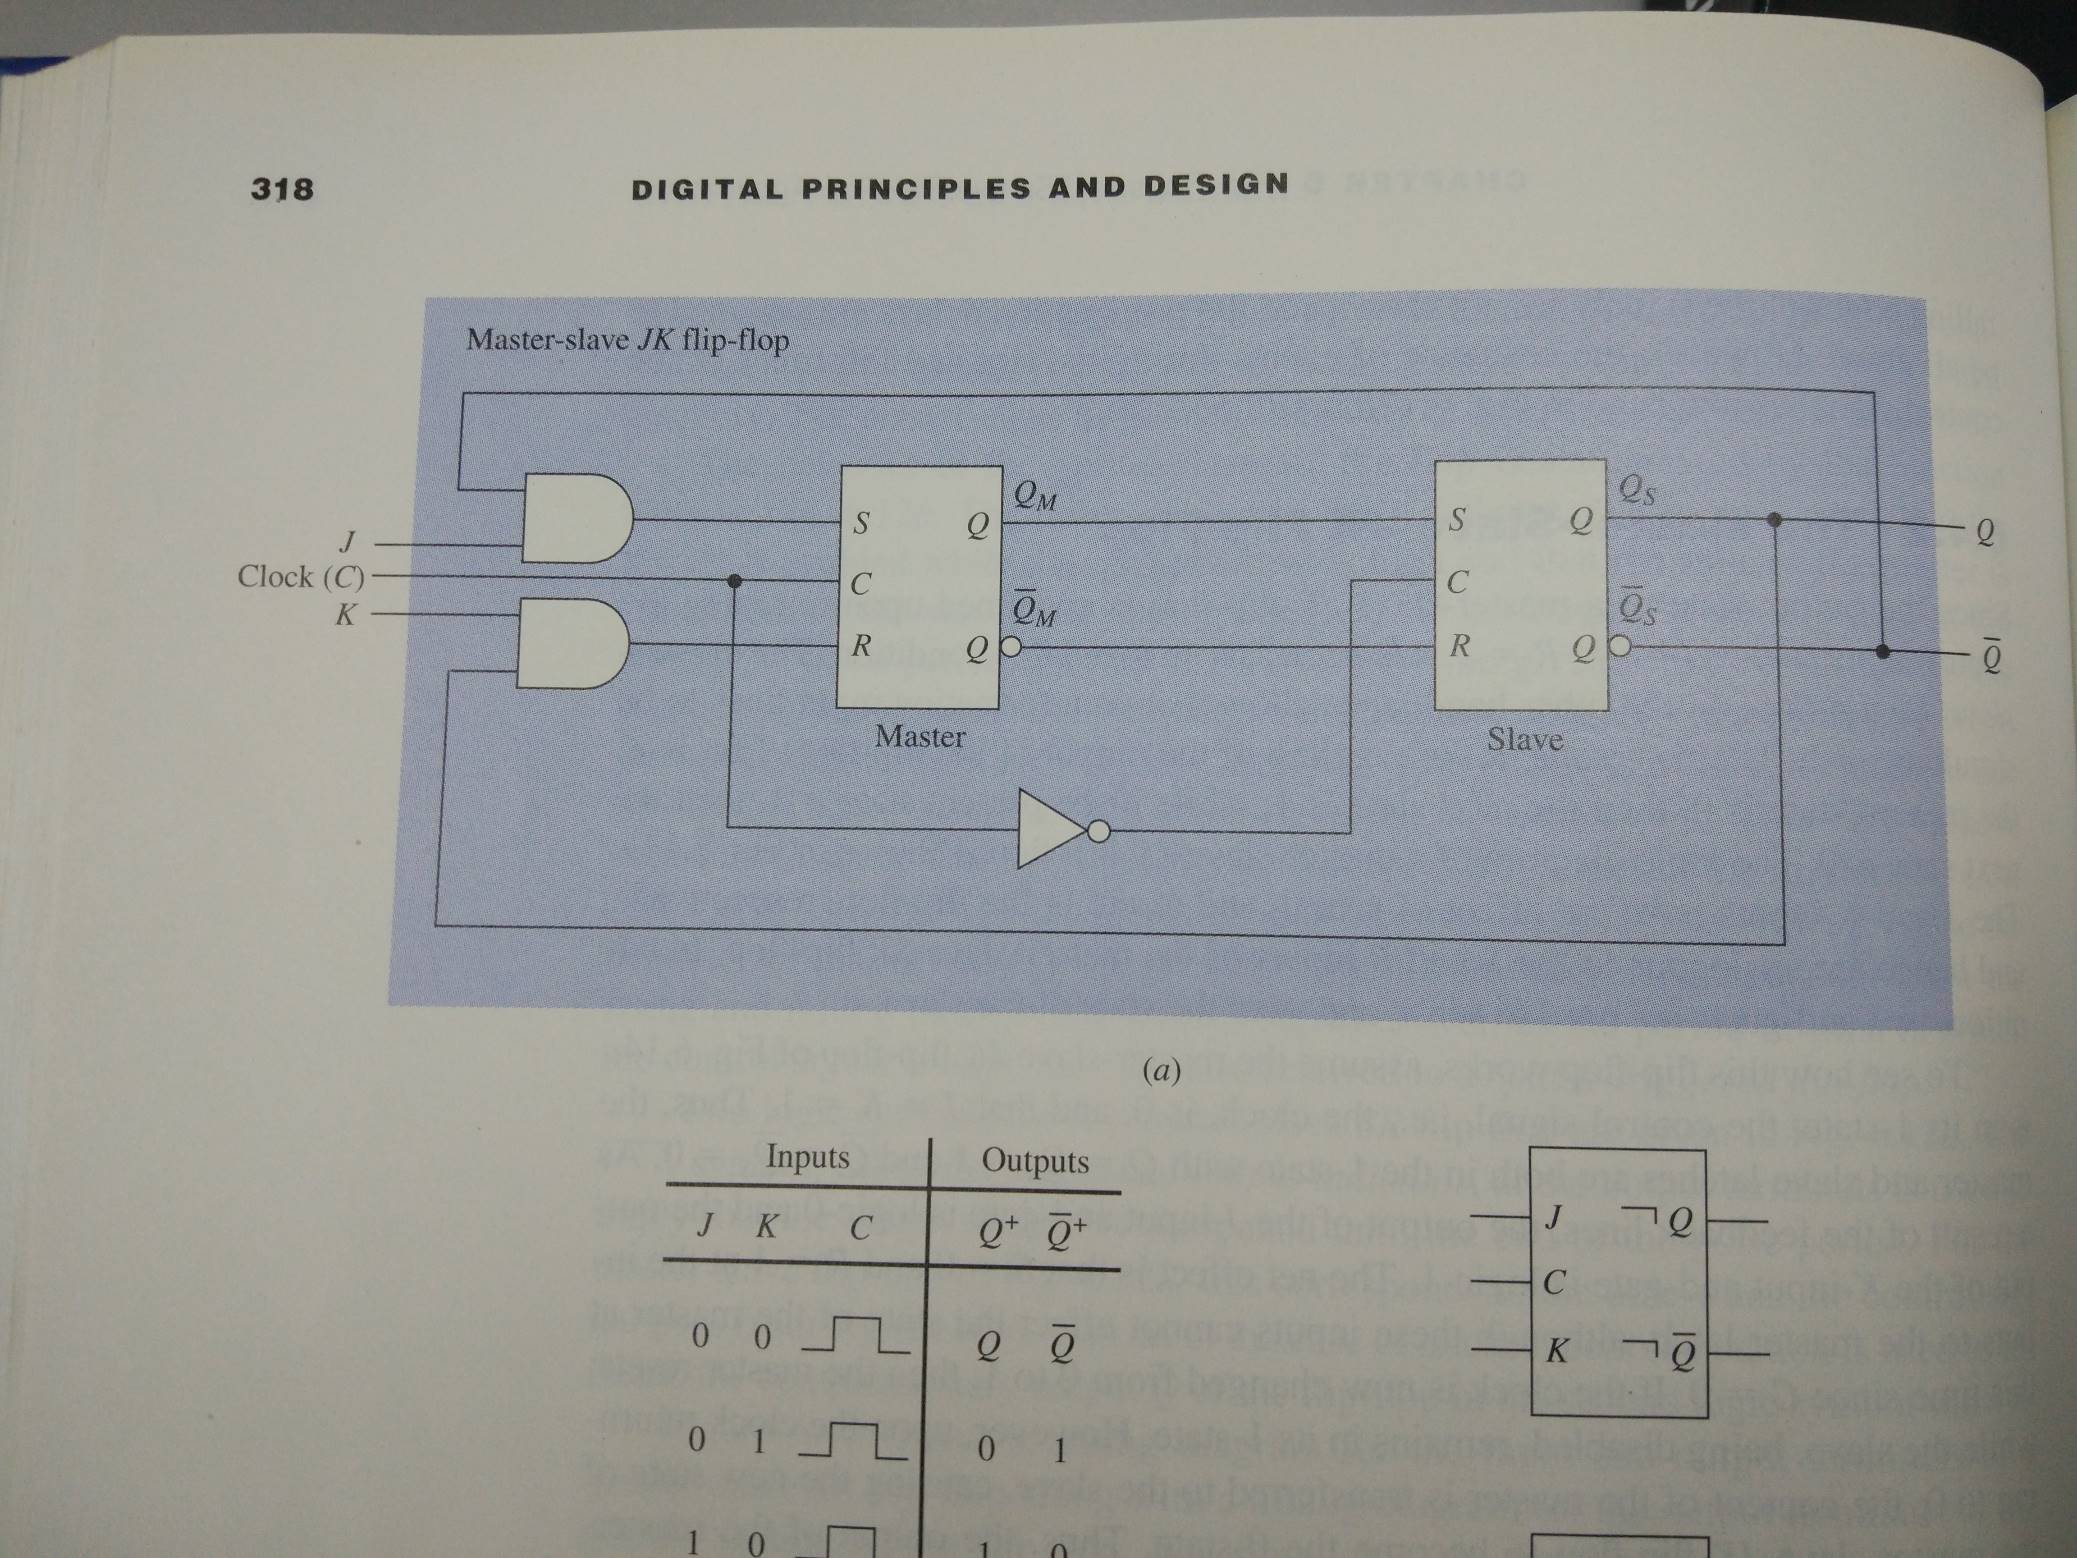 318 DIGITAL PRINCIPLES AND DESIGN
Master-slave JK flip-flop
J
Clock (C)
K
S Q Q_M
C
R Q Q̅_M
Master
S Q Q_S
C
R Q Q̅_S
Slave
Q
Q̅
(a)
Inputs Outputs
J K C Q⁺ Q̅⁺
0 0 Q Q̅
0 1 0 1
1 0 1 0
J Q
C
K Q̅